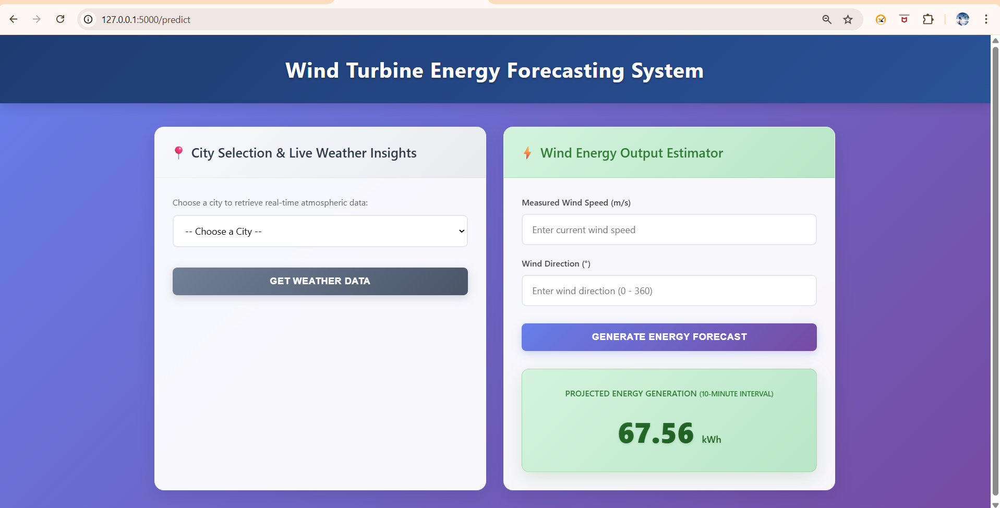 127.0.0.1:5000/predict
Wind Turbine Energy Forecasting System
City Selection & Live Weather Insights
Choose a city to retrieve real-time atmospheric data:
-- Choose a City --
GET WEATHER DATA
Wind Energy Output Estimator
Measured Wind Speed (m/s)
Enter current wind speed
Wind Direction (°)
Enter wind direction (0 - 360)
GENERATE ENERGY FORECAST
PROJECTED ENERGY GENERATION (10-MINUTE INTERVAL)
67.56 kWh